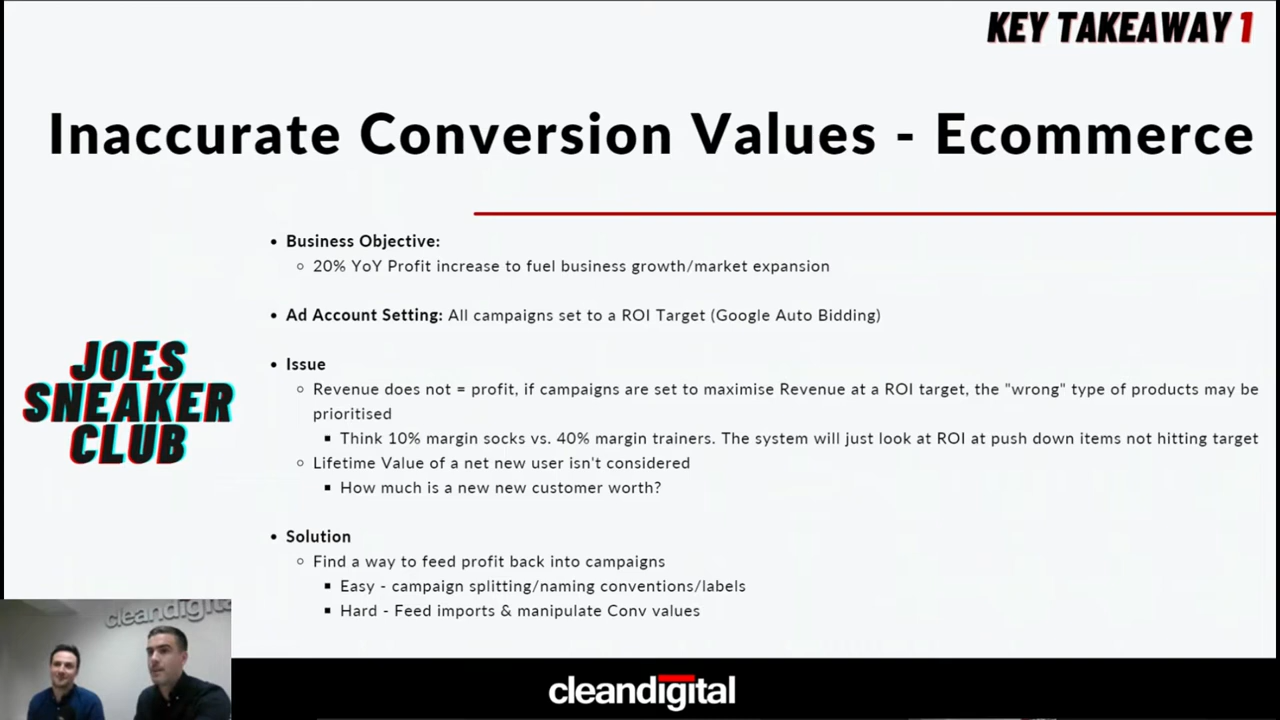 KEY TAKEAWAY 1
Inaccurate Conversion Values - Ecommerce
• Business Objective:
○ 20% YoY Profit increase to fuel business growth/market expansion
• Ad Account Setting: All campaigns set to a ROI Target (Google Auto Bidding)
• Issue
○ Revenue does not = profit, if campaigns are set to maximise Revenue at a ROI target, the "wrong" type of products may be
prioritised
▪ Think 10% margin socks vs. 40% margin trainers. The system will just look at ROI at push down items not hitting target
○ Lifetime Value of a net new user isn't considered
▪ How much is a new new customer worth?
• Solution
○ Find a way to feed profit back into campaigns
▪ Easy - campaign splitting/naming conventions/labels
▪ Hard - Feed imports & manipulate Conv values
JOES
SNEAKER
CLUB
cleandigital
cleandigital